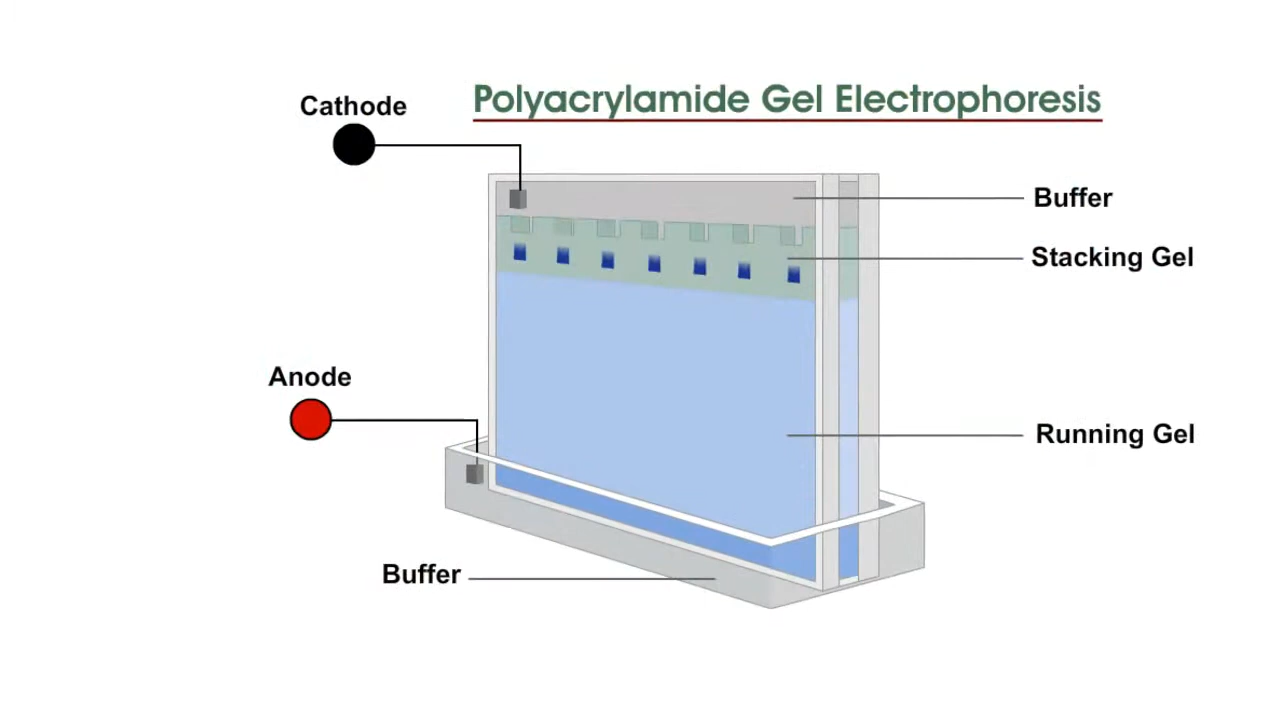 Polyacrylamide Gel Electrophoresis
Cathode
Buffer
Stacking Gel
Anode
Running Gel
Buffer